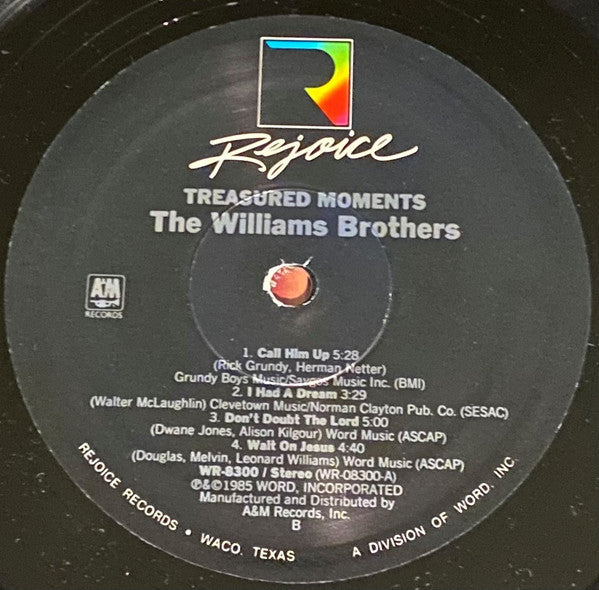 Rejoice
TREASURED MOMENTS
The Williams Brothers
A&M
RECORDS
1. Call Him Up 5:28
(Rick Grundy, Herman Netter)
Grundy Boys Music/Savgos Music Inc. (BMI)
2. I Had A Dream 3:29
(Walter McLaughlin) Clevetown Music/Norman Clayton Pub. Co. (SESAC)
3. Don't Doubt The Lord 5:00
(Dwane Jones, Alison Kilgour) Word Music (ASCAP)
4. Wait On Jesus 4:40
(Douglas, Melvin, Leonard Williams) Word Music (ASCAP)
WR-8300 / Stereo (WR-08300-A)
℗&©1985 WORD, INCORPORATED
Manufactured and Distributed by
A&M Records, Inc.
B
REJOICE RECORDS • WACO, TEXAS A DIVISION OF WORD, INC.